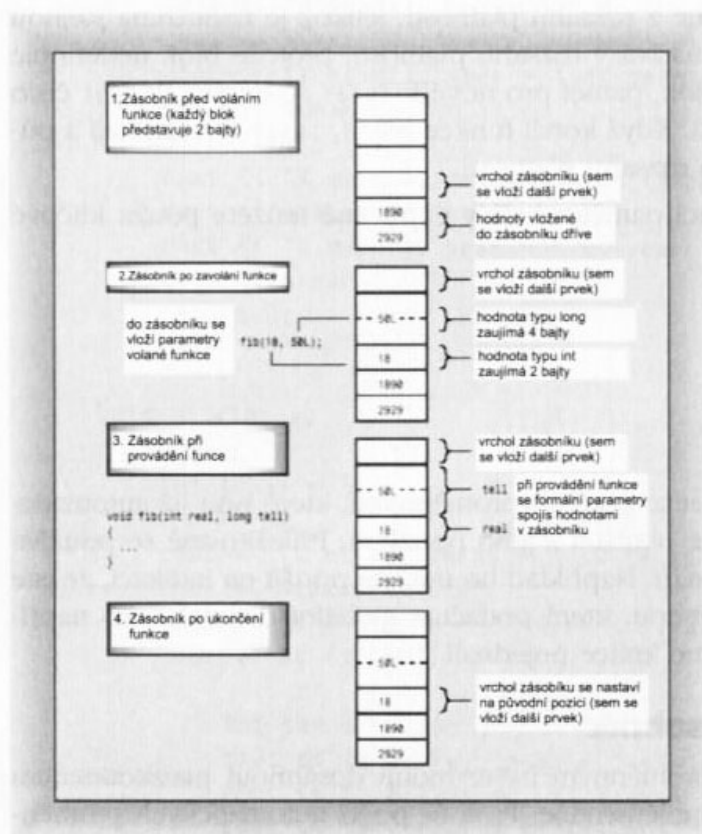 1.Zásobník před voláním
funkce (každý blok
představuje 2 bajty)
vrchol zásobníku (sem
se vloží další prvek)
1890
hodnoty vložené
do zásobníku dříve
2929
2.Zásobník po zavolání funkce
vrchol zásobníku (sem
se vloží další prvek)
do zásobníku se
vloží parametry
volané funkce
fib(18, 50L);
50L
hodnota typu long
zaujímá 4 bajty
18
hodnota typu int
zaujímá 2 bajty
1890
2929
3. Zásobník při
provádění funce
vrchol zásobníku (sem
se vloží další prvek)
50L
tell
při provádění funkce
se formální parametry
spojís hodnotami
v zásobníku
void fib(int real, long tell)
{
....
}
18
real
1890
2929
4. Zásobník po ukončení
funkce
50L
18
vrchol zásobíku se nastaví
na původní pozici (sem se
vloží další prvek)
1890
2929